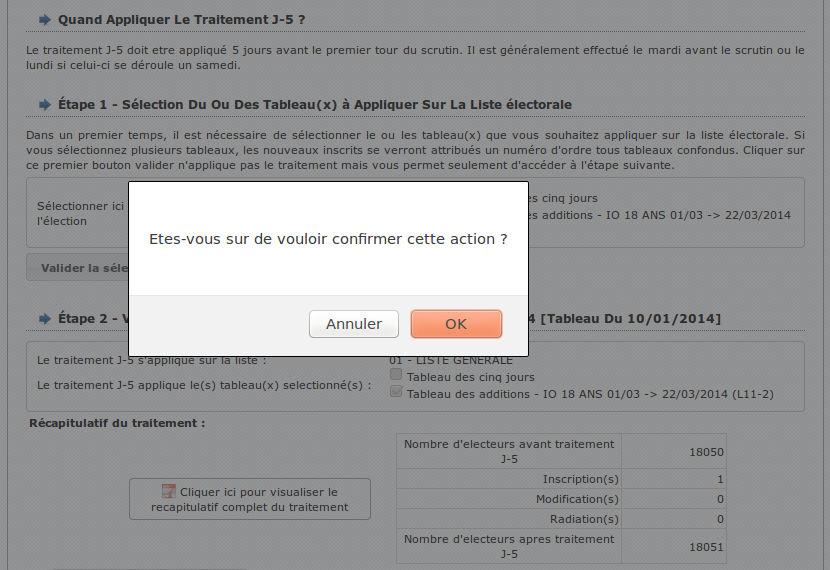 Quand Appliquer Le Traitement J-5 ?
Le traitement J-5 doit etre appliqué 5 jours avant le premier tour du scrutin. Il est généralement effectué le mardi avant le scrutin ou le
lundi si celui-ci se déroule un samedi.
Étape 1 - Sélection Du Ou Des Tableau(x) à Appliquer Sur La Liste électorale
Dans un premier temps, il est nécessaire de sélectionner le ou les tableau(x) que vous souhaitez appliquer sur la liste électorale. Si
vous sélectionnez plusieurs tableaux, les nouveaux inscrits se verront attribués un numéro d'ordre tous tableaux confondus. Cliquer sur
ce premier bouton valider n'applique pas le traitement mais vous permet seulement d'accéder à l'étape suivante.
Sélectionner ici
l'élection
es cinq jours
es additions - IO 18 ANS 01/03 -> 22/03/2014
Valider la séle
Etes-vous sur de vouloir confirmer cette action ?
Annuler
OK
Étape 2 - V
4 [Tableau Du 10/01/2014]
Le traitement J-5 s'applique sur la liste :
01 - LISTE GENERALE
Le traitement J-5 applique le(s) tableau(x) selectionné(s) :
Tableau des cinq jours
Tableau des additions - IO 18 ANS 01/03 -> 22/03/2014 (L11-2)
Récapitulatif du traitement :
Cliquer ici pour visualiser le
recapitulatif complet du traitement
Nombre d'electeurs avant traitement
J-5
18050
Inscription(s)
1
Modification(s)
0
Radiation(s)
0
Nombre d'electeurs apres traitement
J-5
18051